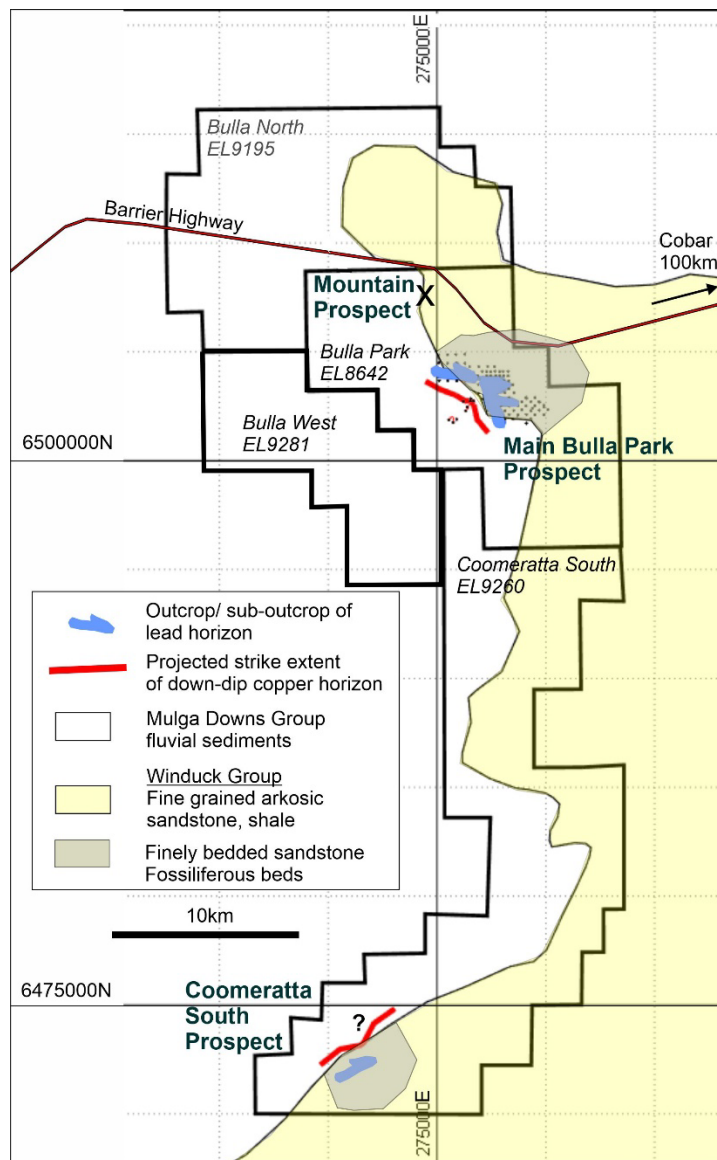 275000E
Bulla North
EL9195
Barrier Highway
Cobar
100km
Mountain
Prospect
X
Bulla Park
EL8642
Bulla West
EL9281
6500000N
Main Bulla Park
Prospect
Coomeratta South
EL9260
Outcrop/ sub-outcrop of
lead horizon
Projected strike extent
of down-dip copper horizon
Mulga Downs Group
fluvial sediments
Winduck Group
Fine grained arkosic
sandstone, shale
Finely bedded sandstone
Fossiliferous beds
10km
6475000N
Coomeratta
South
Prospect
?
275000E